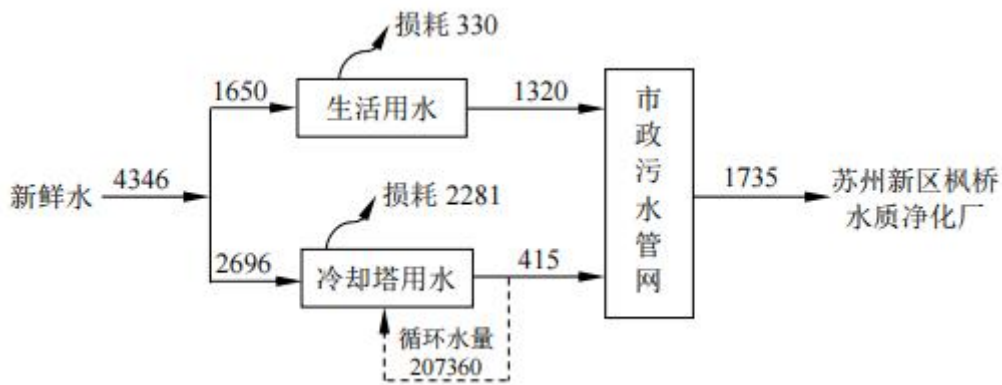 损耗 330
1650
生活用水
1320
新鲜水
4346
损耗 2281
2696
冷却塔用水
415
循环水量
207360
市
政
污
水
管
网
1735
苏州新区枫桥
水质净化厂